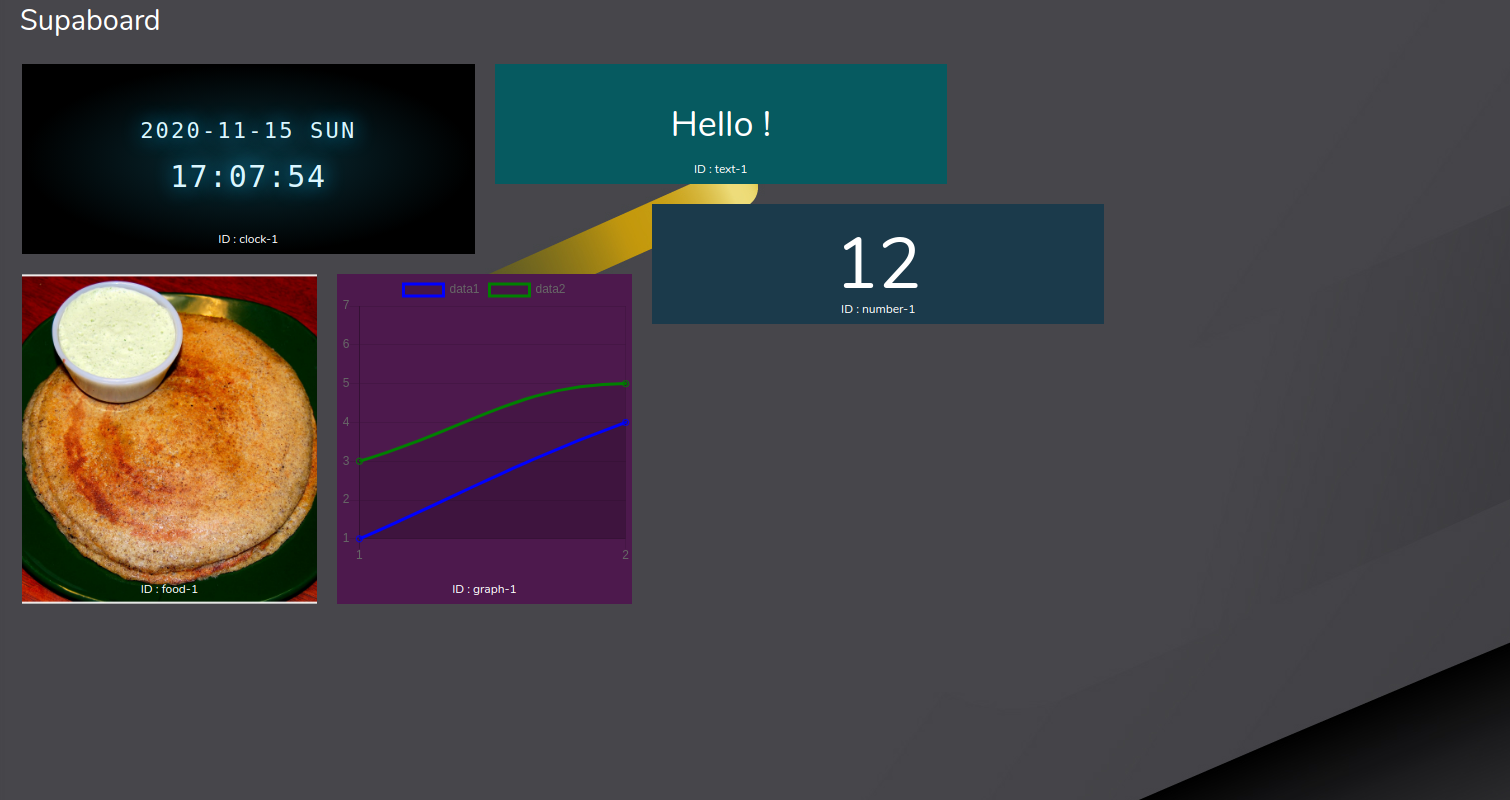 Supaboard
2020-11-15 SUN
17:07:54
ID : clock-1
Hello !
ID : text-1
12
ID : number-1
ID : food-1
data1 data2
7
6
5
4
3
2
1
1 2
ID : graph-1